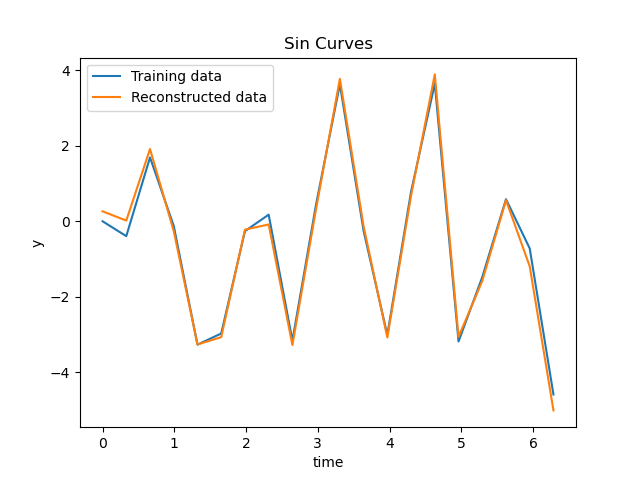 Sin Curves
Training data
Reconstructed data
4
2
0
−2
−4
y
0 1 2 3 4 5 6
time